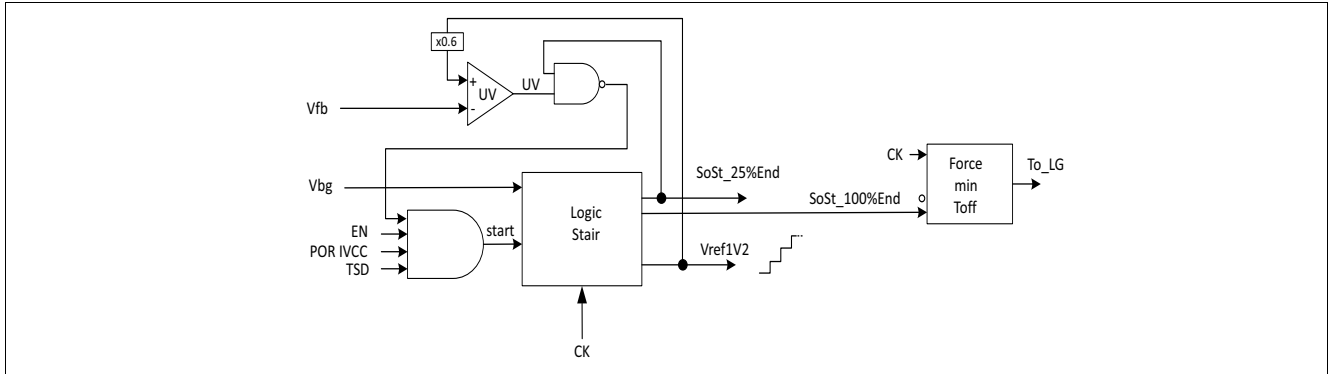 x0.6
+
UV
-
UV
Vfb
Vbg
EN
POR IVCC
TSD
start
Logic
Stair
CK
SoSt_25%End
SoSt_100%End
Vref1V2
CK
Force
min
Toff
To_LG